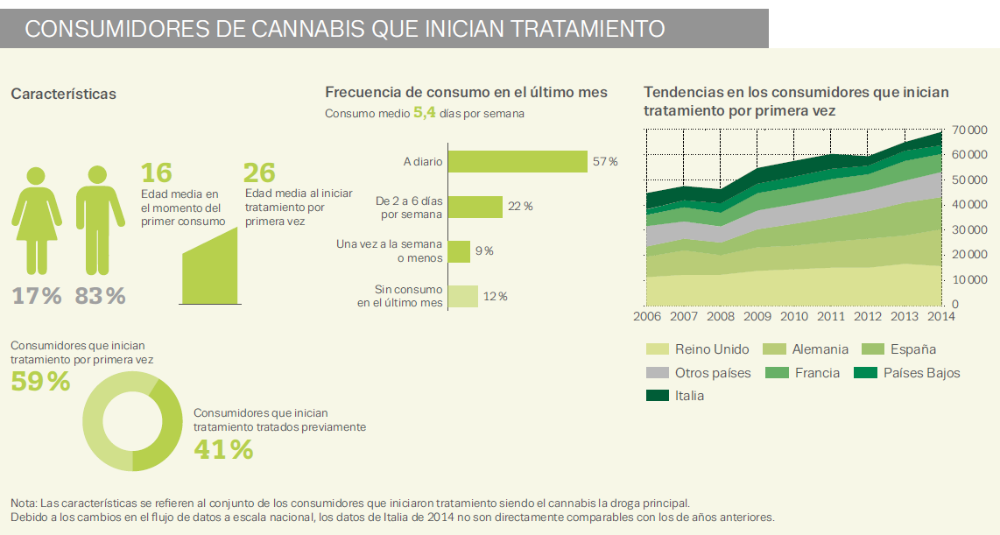 CONSUMIDORES DE CANNABIS QUE INICIAN TRATAMIENTO
Características
16
Edad media en
el momento del
primer consumo
26
Edad media al iniciar
tratamiento por
primera vez
17 %
83 %
Consumidores que inician
tratamiento por primera vez
59 %
Consumidores que inician
tratamiento tratados previamente
41 %
Frecuencia de consumo en el último mes
Consumo medio 5,4 días por semana
A diario
57 %
De 2 a 6 días
por semana
22 %
Una vez a la semana
o menos
9 %
Sin consumo
en el último mes
12 %
Tendencias en los consumidores que inician
tratamiento por primera vez
70 000
60 000
50 000
40 000
30 000
20 000
10 000
0
2006 2007 2008 2009 2010 2011 2012 2013 2014
Reino Unido Alemania España
Otros países Francia Países Bajos
Italia
Nota: Las características se refieren al conjunto de los consumidores que iniciaron tratamiento siendo el cannabis la droga principal.
Debido a los cambios en el flujo de datos a escala nacional, los datos de Italia de 2014 no son directamente comparables con los de años anteriores.